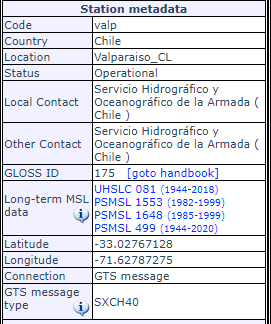 Station metadata
Code valp
Country Chile
Location Valparaiso_CL
Status Operational
Local Contact Servicio Hidrográfico y
Oceanográfico de la Armada (
Chile )
Other Contact Servicio Hidrográfico y
Oceanográfico de la Armada (
Chile )
GLOSS ID 175 [goto handbook]
Long-term MSL data
UHSLC 081 (1944-2018)
PSMSL 1553 (1982-1999)
PSMSL 1648 (1985-1999)
PSMSL 499 (1944-2020)
Latitude -33.02767128
Longitude -71.62787275
Connection GTS message
GTS message type SXCH40